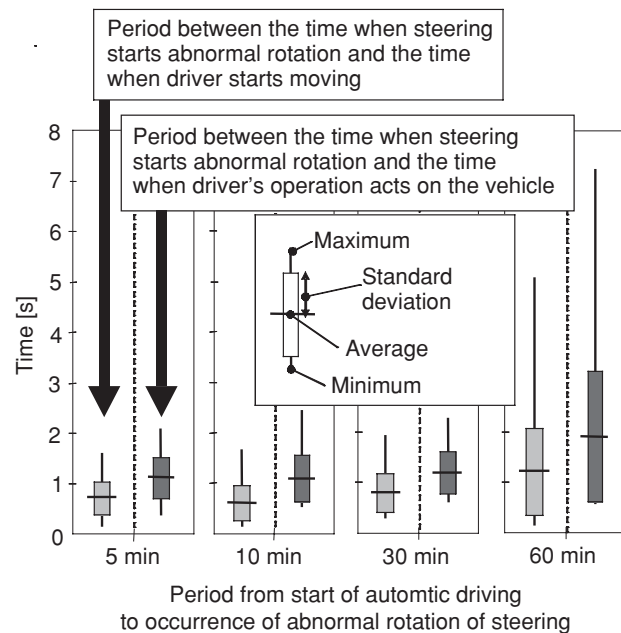 Period between the time when steering
starts abnormal rotation and the time
when driver starts moving
Period between the time when steering
starts abnormal rotation and the time
when driver's operation acts on the vehicle
Maximum
Standard
deviation
Average
Minimum
Time [s]
8
7
6
5
4
3
2
1
0
5 min
10 min
30 min
60 min
Period from start of automtic driving
to occurrence of abnormal rotation of steering